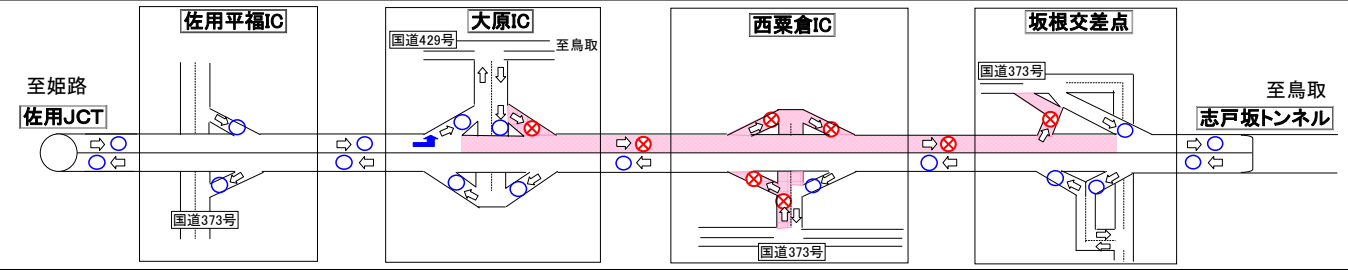 佐用平福IC
大原IC
西粟倉IC
坂根交差点
国道429号
至鳥取
国道373号
至姫路
佐用JCT
至鳥取
志戸坂トンネル
国道373号
国道373号